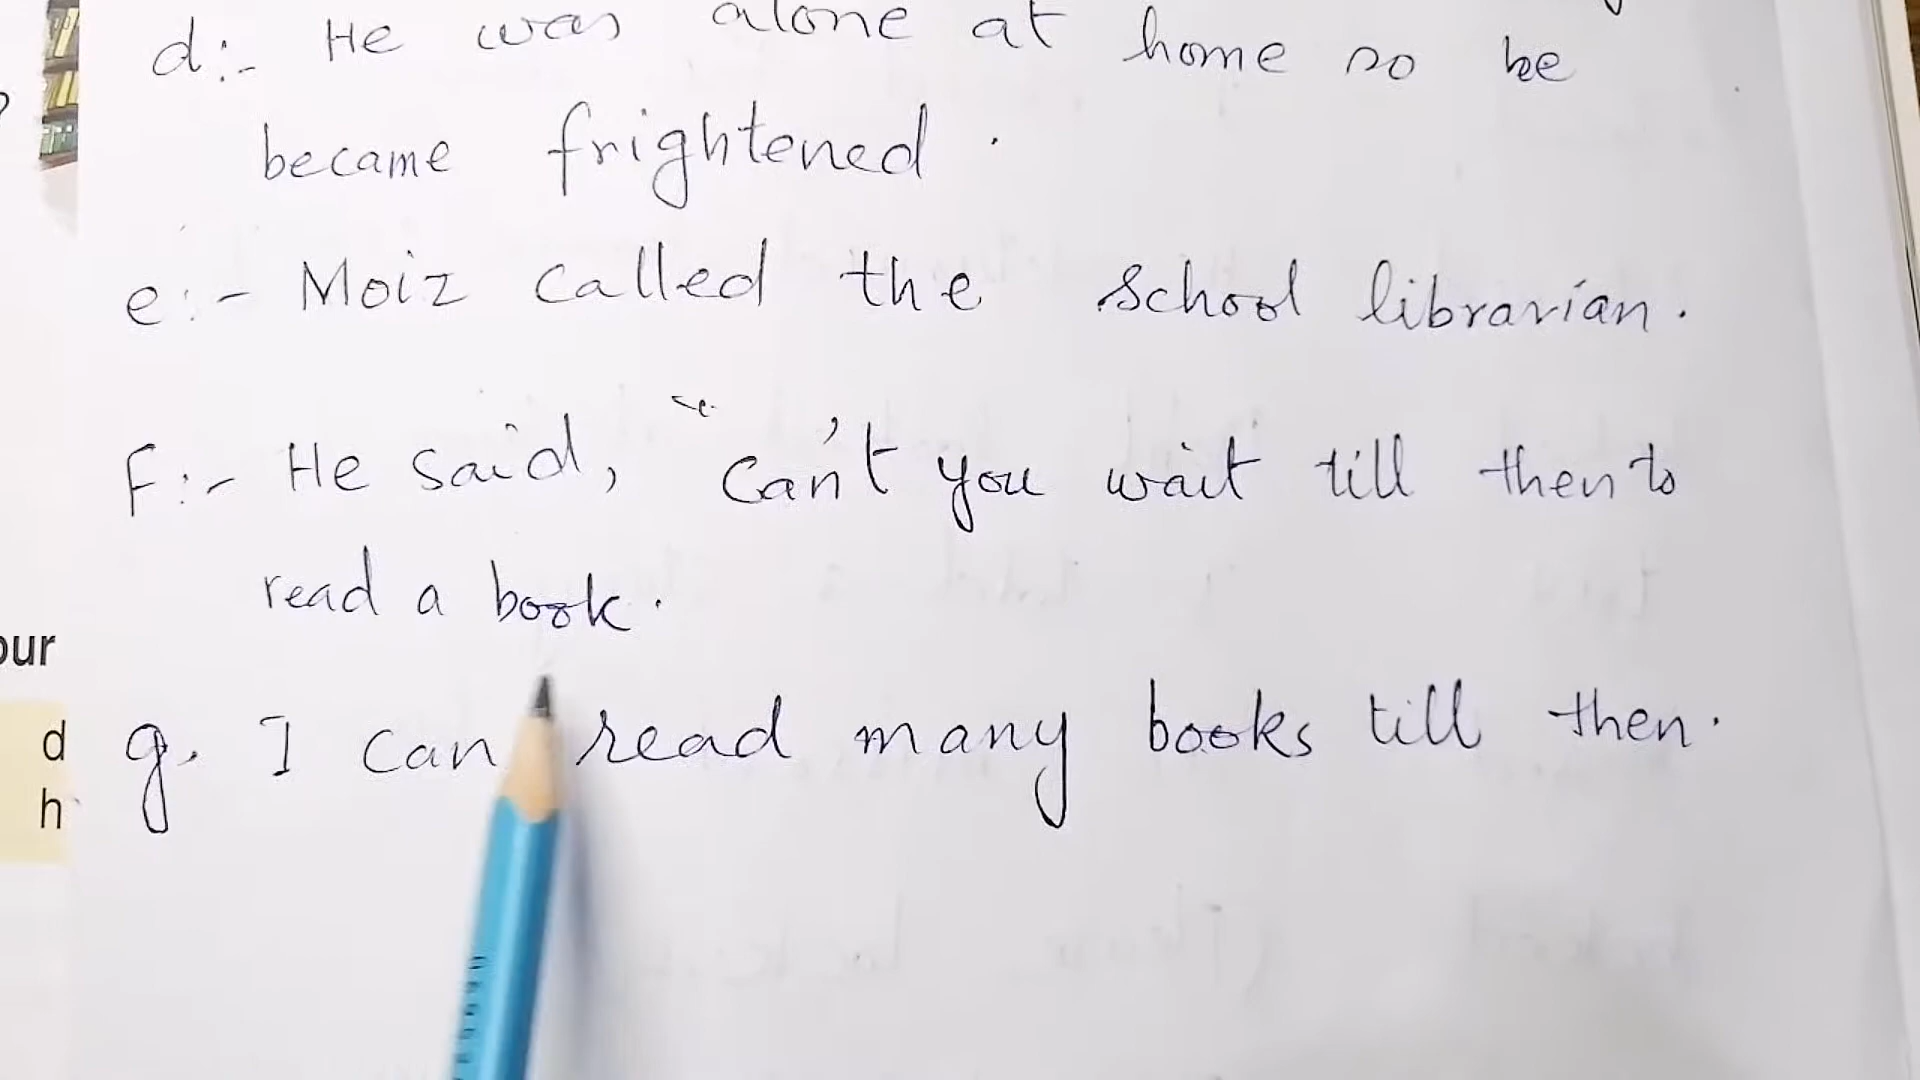 d:- He was alone at home so he
became frightened .
e:- Moiz called the school librarian.
F:- He said, "Can't you wait till then to
read a book.
g. I can read many books till then.
our
d
h